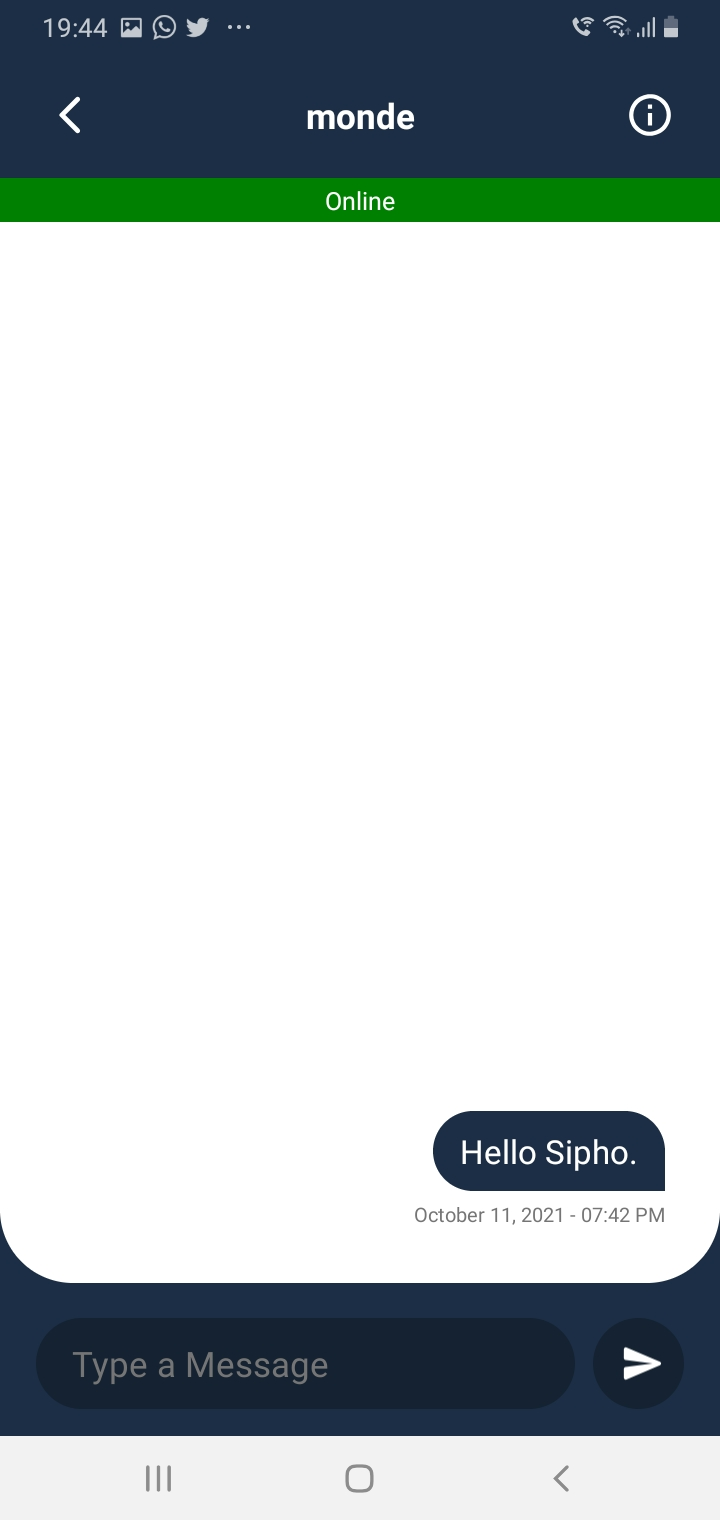 19:44
monde
Online
Hello Sipho.
October 11, 2021 - 07:42 PM
Type a Message